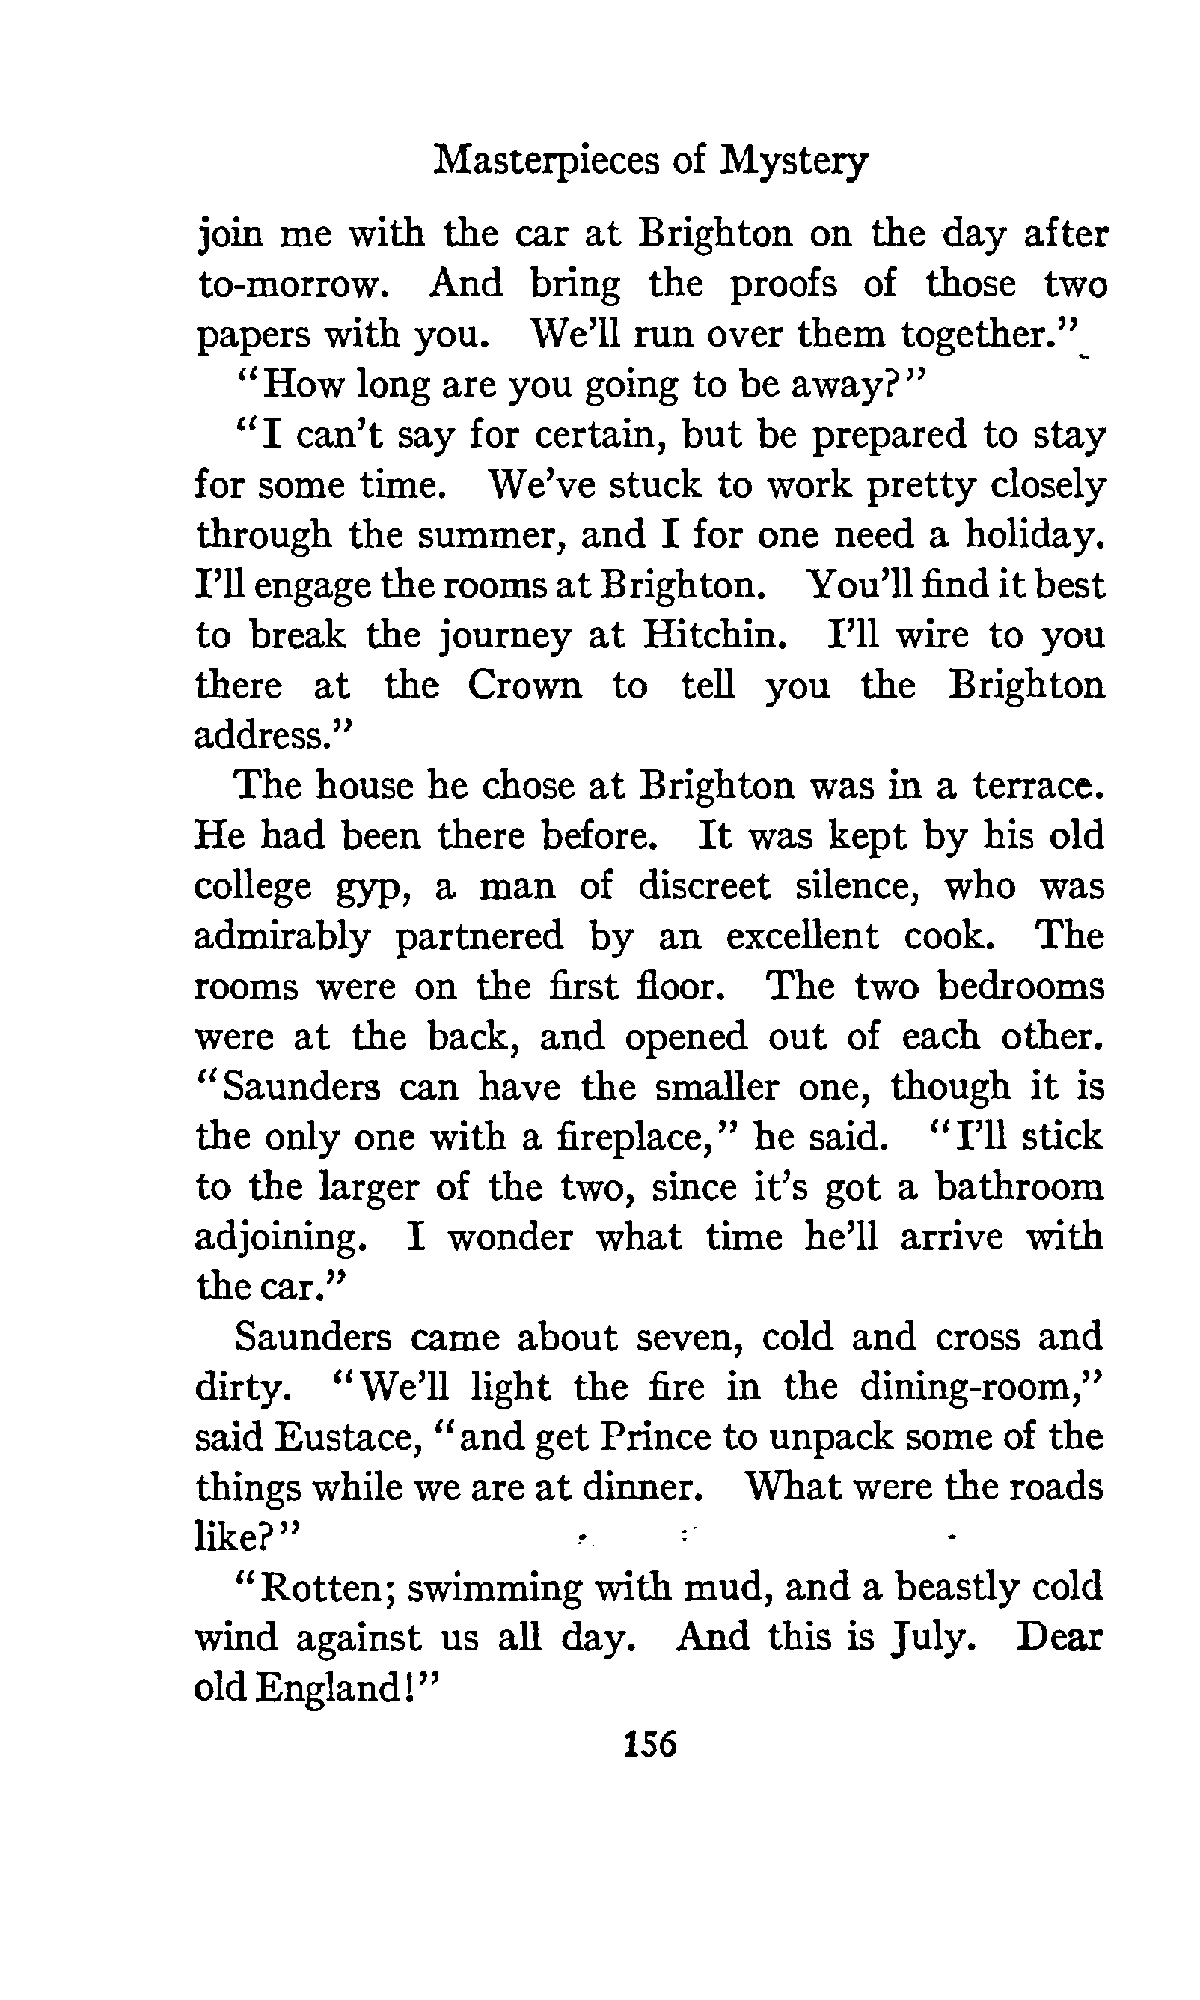 Masterpieces of Mystery
join me with the car at Brighton on the day after
to-morrow. And bring the proofs of those two
papers with you. We'll run over them together."
"How long are you going to be away?"
"I can't say for certain, but be prepared to stay
for some time. We've stuck to work pretty closely
through the summer, and I for one need a holiday.
I'll engage the rooms at Brighton. You'll find it best
to break the journey at Hitchin. I'll wire to you
there at the Crown to tell you the Brighton
address."
The house he chose at Brighton was in a terrace.
He had been there before. It was kept by his old
college gyp, a man of discreet silence, who was
admirably partnered by an excellent cook. The
rooms were on the first floor. The two bedrooms
were at the back, and opened out of each other.
"Saunders can have the smaller one, though it is
the only one with a fireplace," he said. "I'll stick
to the larger of the two, since it's got a bathroom
adjoining. I wonder what time he'll arrive with
the car."
Saunders came about seven, cold and cross and
dirty. "We'll light the fire in the dining-room,"
said Eustace, "and get Prince to unpack some of the
things while we are at dinner. What were the roads
like?"
"Rotten; swimming with mud, and a beastly cold
wind against us all day. And this is July. Dear
old England!"
156